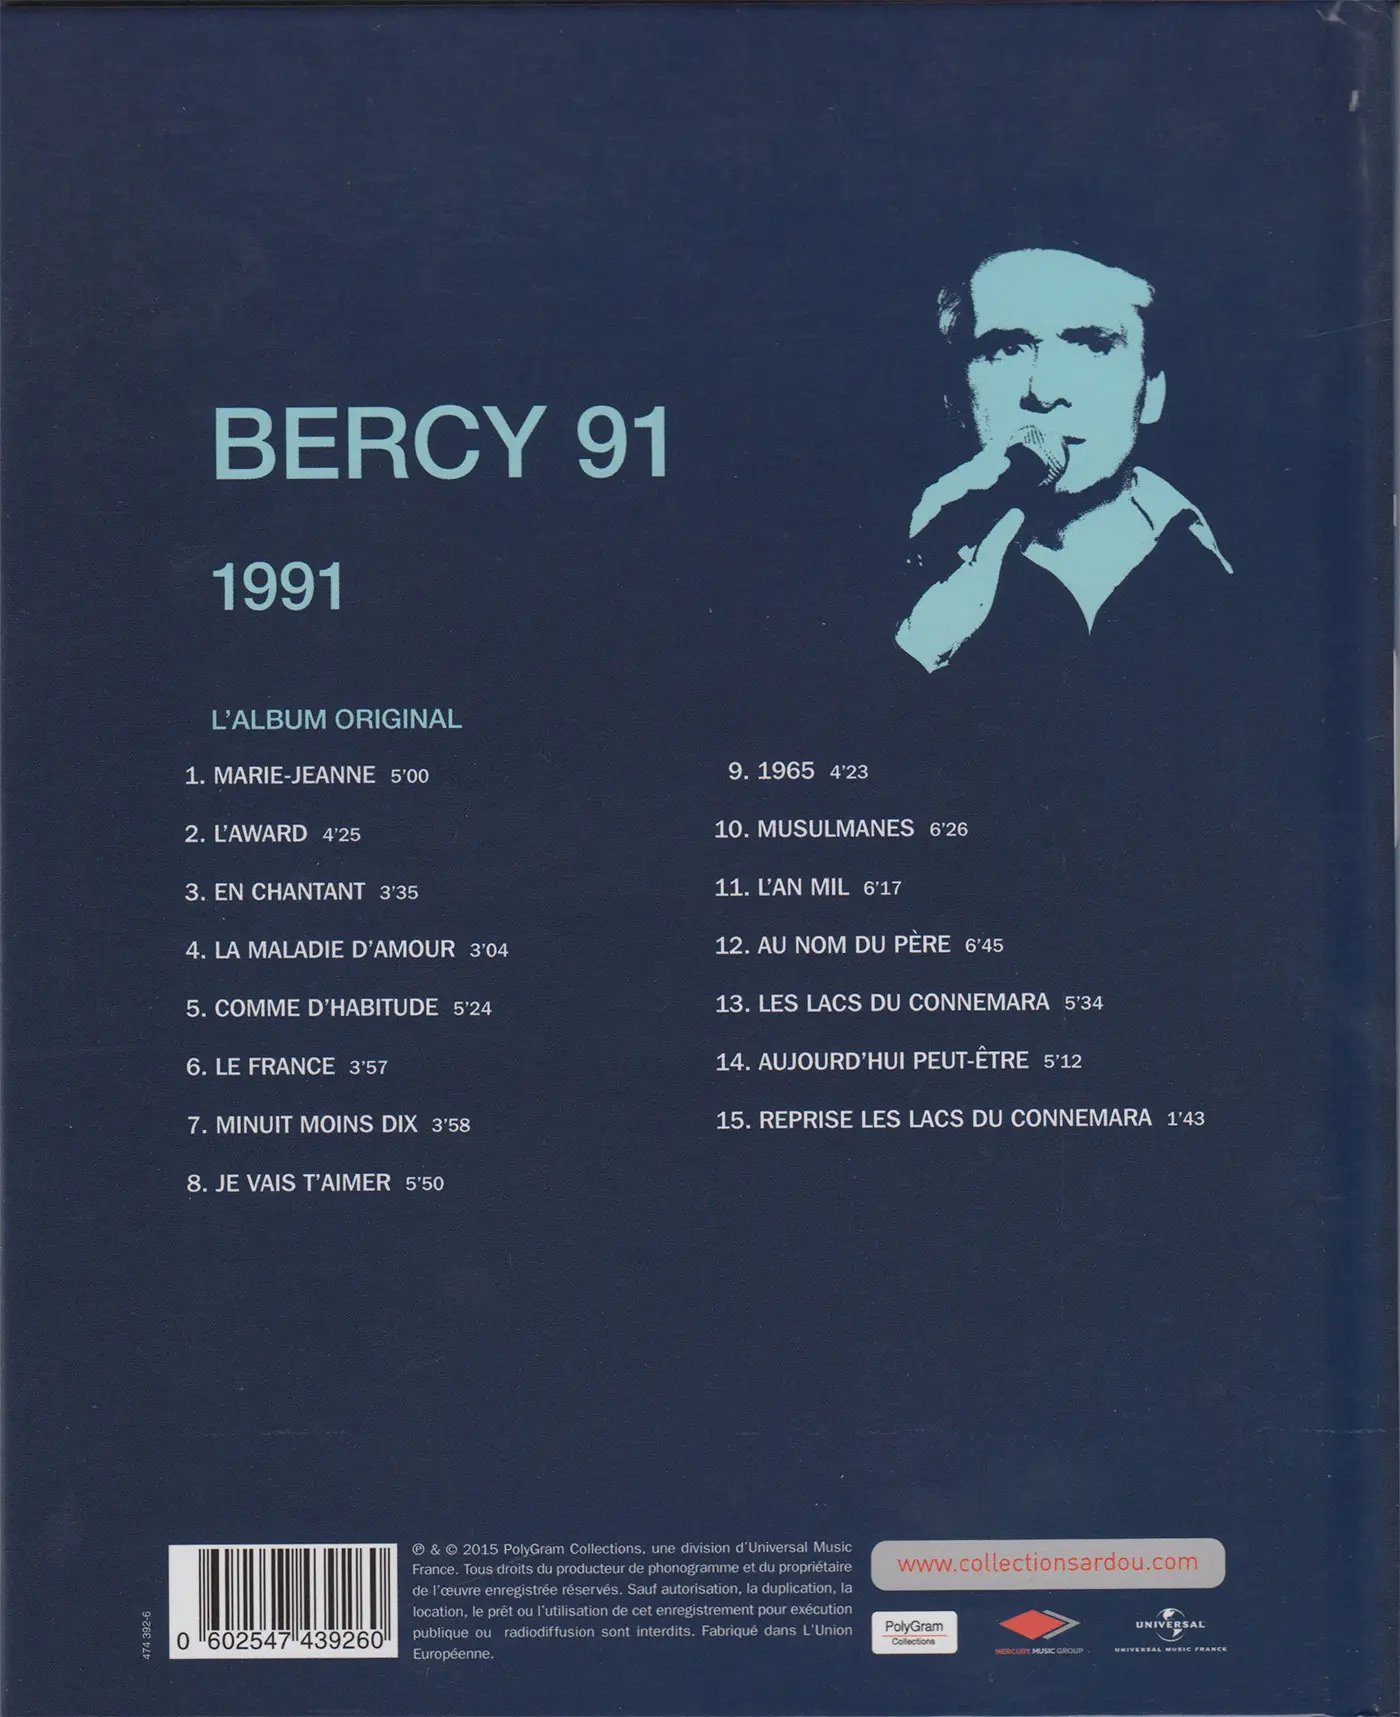 BERCY 91
1991
L'ALBUM ORIGINAL
1. MARIE-JEANNE 5'00
2. L'AWARD 4'25
3. EN CHANTANT 3'35
4. LA MALADIE D'AMOUR 3'04
5. COMME D'HABITUDE 5'24
6. LE FRANCE 3'57
7. MINUIT MOINS DIX 3'58
8. JE VAIS T'AIMER 5'50
9. 1965 4'23
10. MUSULMANES 6'26
11. L'AN MIL 6'17
12. AU NOM DU PÈRE 6'45
13. LES LACS DU CONNEMARA 5'34
14. AUJOURD'HUI PEUT-ÊTRE 5'12
15. REPRISE LES LACS DU CONNEMARA 1'43
474 392-6
0 602547 439260
℗ & © 2015 PolyGram Collections, une division d'Universal Music
France. Tous droits du producteur de phonogramme et du propriétaire
de l'œuvre enregistrée réservés. Sauf autorisation, la duplication, la
location, le prêt ou l'utilisation de cet enregistrement pour exécution
publique ou radiodiffusion sont interdits. Fabriqué dans L'Union
Européenne.
www.collectionsardou.com
PolyGram
Collections
MERCURY MUSIC GROUP
UNIVERSAL
UNIVERSAL MUSIC FRANCE